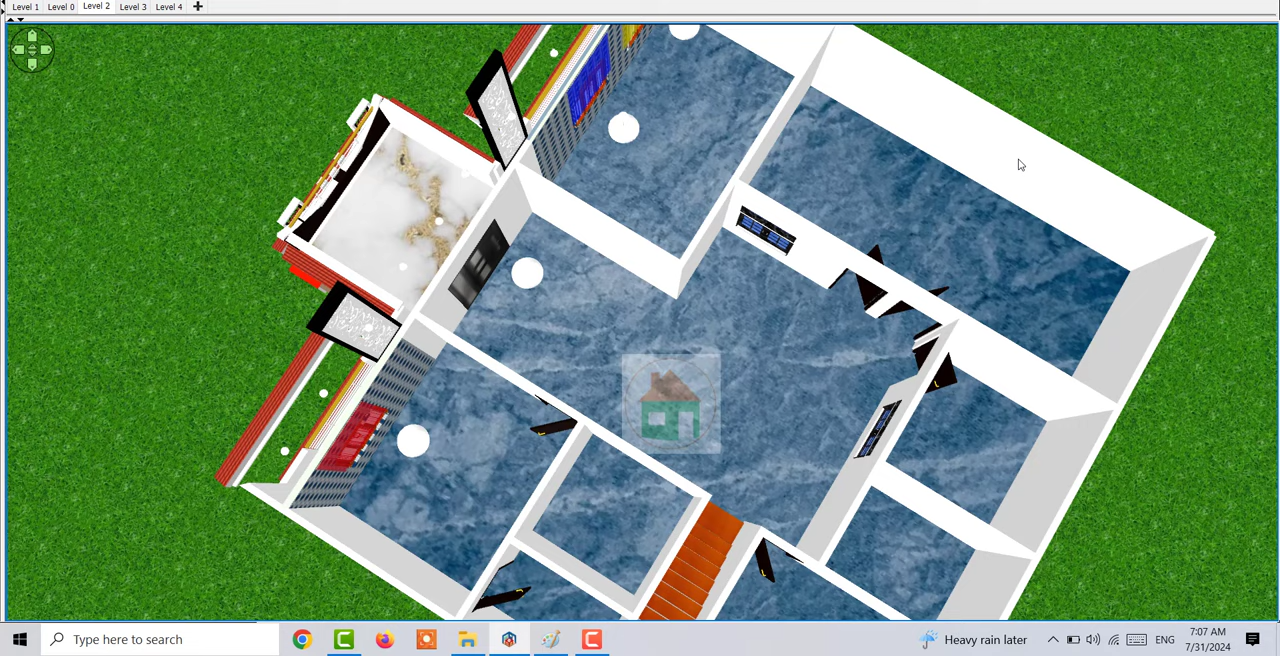 Level 1 Level 0 Level 2 Level 3 Level 4
Type here to search
Heavy rain later
ENG
7:07 AM
7/31/2024